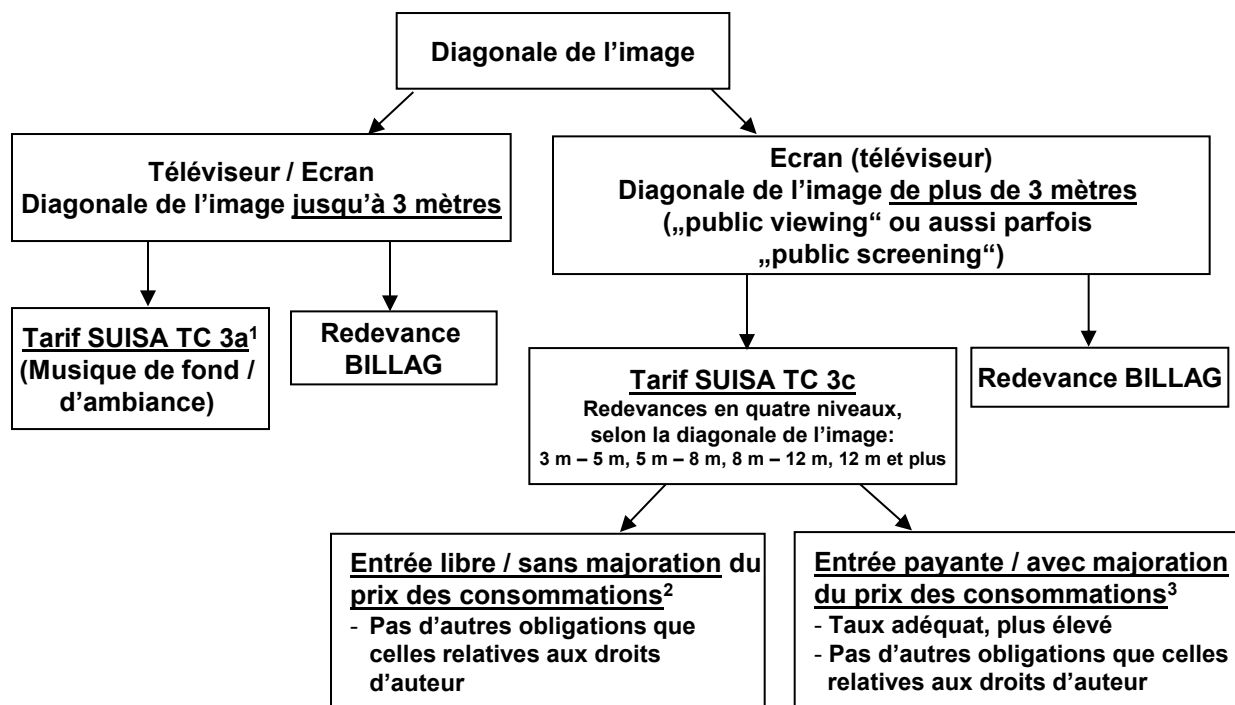 Diagonale de l’image
Téléviseur / Ecran
Diagonale de l’image jusqu’à 3 mètres
Ecran (téléviseur)
Diagonale de l’image de plus de 3 mètres
(„public viewing“ ou aussi parfois
„public screening“)
Tarif SUISA TC 3a¹
(Musique de fond /
d’ambiance)
Redevance
BILLAG
Tarif SUISA TC 3c
Redevances en quatre niveaux,
selon la diagonale de l’image:
3 m – 5 m, 5 m – 8 m, 8 m – 12 m, 12 m et plus
Redevance BILLAG
Entrée libre / sans majoration du
prix des consommations²
- Pas d’autres obligations que
celles relatives aux droits
d’auteur
Entrée payante / avec majoration
du prix des consommations³
- Taux adéquat, plus élevé
- Pas d’autres obligations que celles
relatives aux droits d’auteur